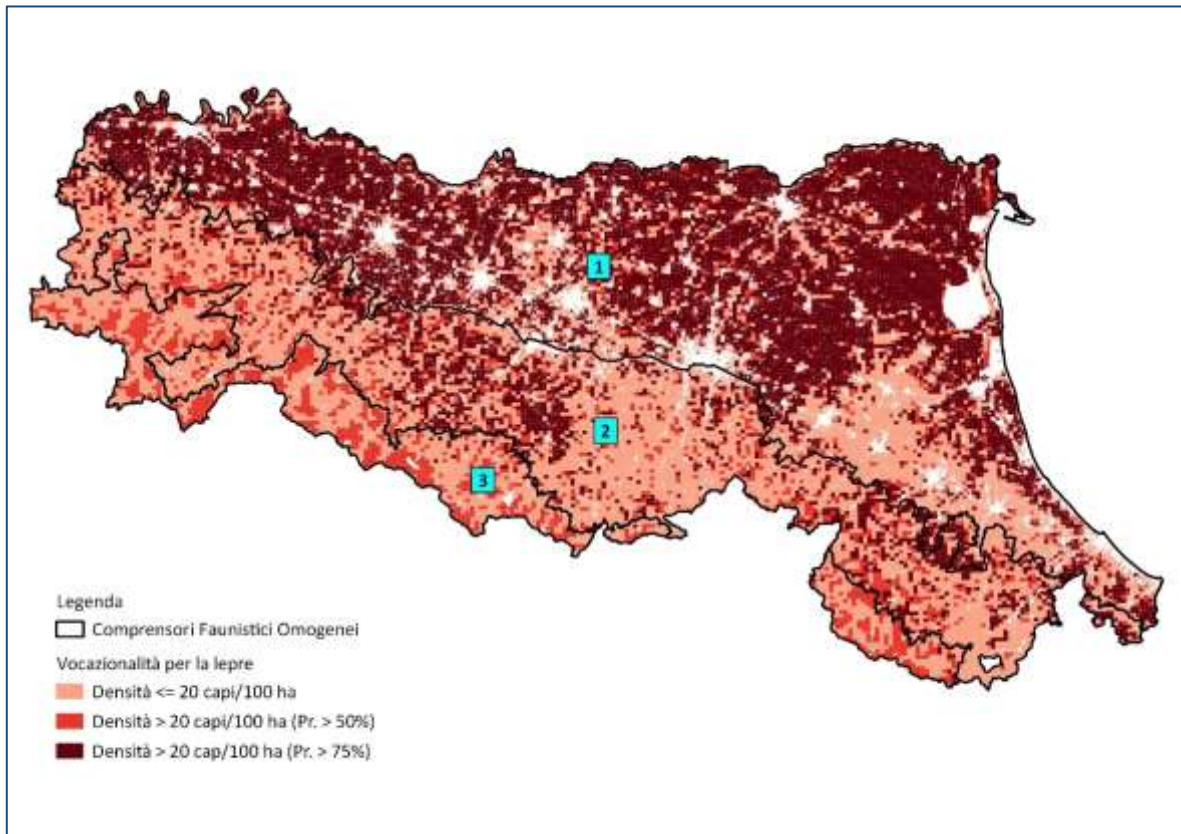 1
2
3
Legenda
Comprensori Faunistici Omogenei
Vocazionalità per la lepre
Densità <= 20 capi/100 ha
Densità > 20 capi/100 ha (Pr. > 50%)
Densità > 20 cap/100 ha (Pr. > 75%)